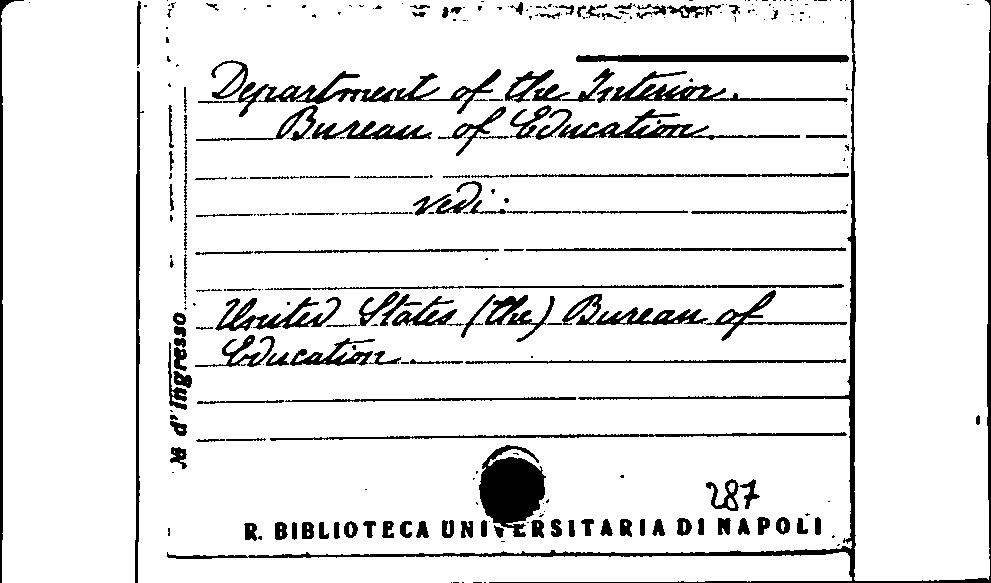 Department of the Interior.
Bureau of Education.
vedi:
United States (the) Bureau of
Education.
№ d'ingresso
287
R. BIBLIOTECA UNIVERSITARIA DI NAPOLI